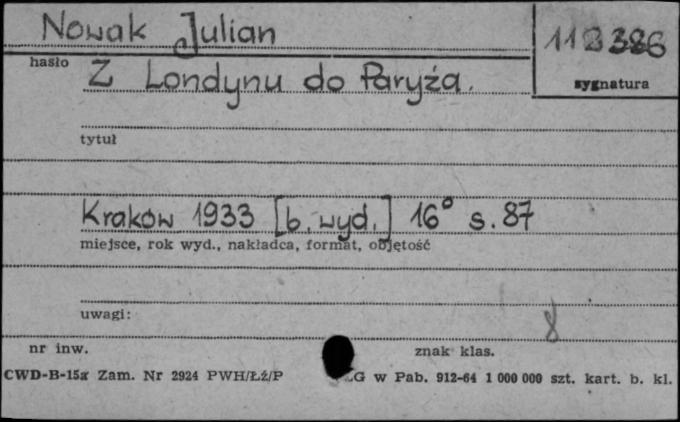 Nowak Julian
hasło
sygnatura
Z Londynu do Paryża.
tytuł
Kraków 1933 [b. wyd.] 16° s. 87
miejsce, rok wyd., nakładca, format, objętość
uwagi:
8
nr inw.
znak klas.
CWD-B-15a Zam. Nr 2924 PWH/ŁŹ/P
G w Pab. 912-64 1 000 000 szt. kart. b. kl.